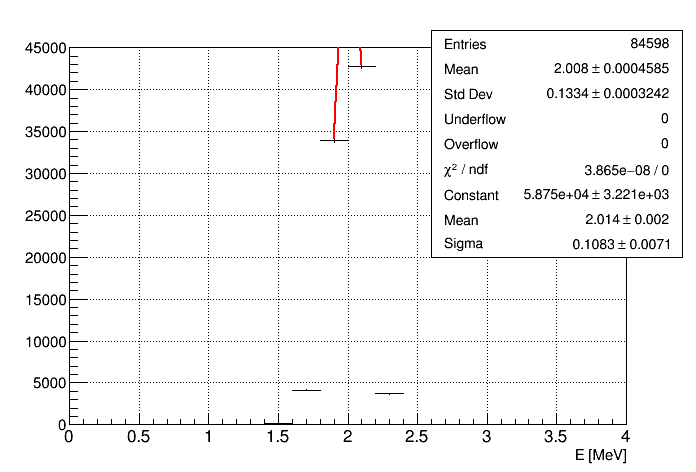 45000
40000
35000
30000
25000
20000
15000
10000
5000
0
0 0.5 1 1.5 2 2.5 3 3.5 4
E [MeV]
Entries 84598
Mean 2.008 ± 0.0004585
Std Dev 0.1334 ± 0.0003242
Underflow 0
Overflow 0
χ² / ndf 3.865e−08 / 0
Constant 5.875e+04 ± 3.221e+03
Mean 2.014 ± 0.002
Sigma 0.1083 ± 0.0071